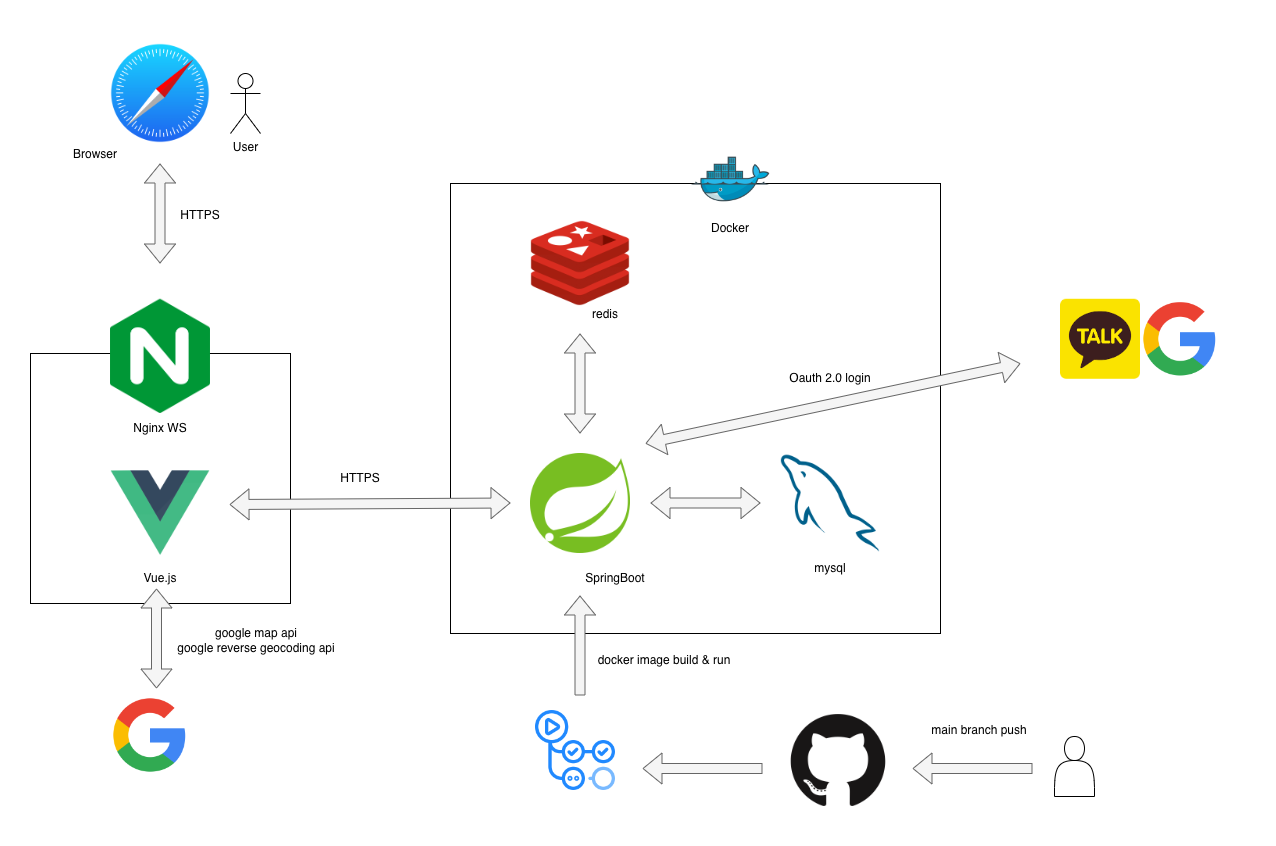 Browser
User
HTTPS
Docker
redis
TALK
Oauth 2.0 login
N
Nginx WS
HTTPS
Vue.js
SpringBoot
mysql
google map api
google reverse geocoding api
docker image build & run
main branch push